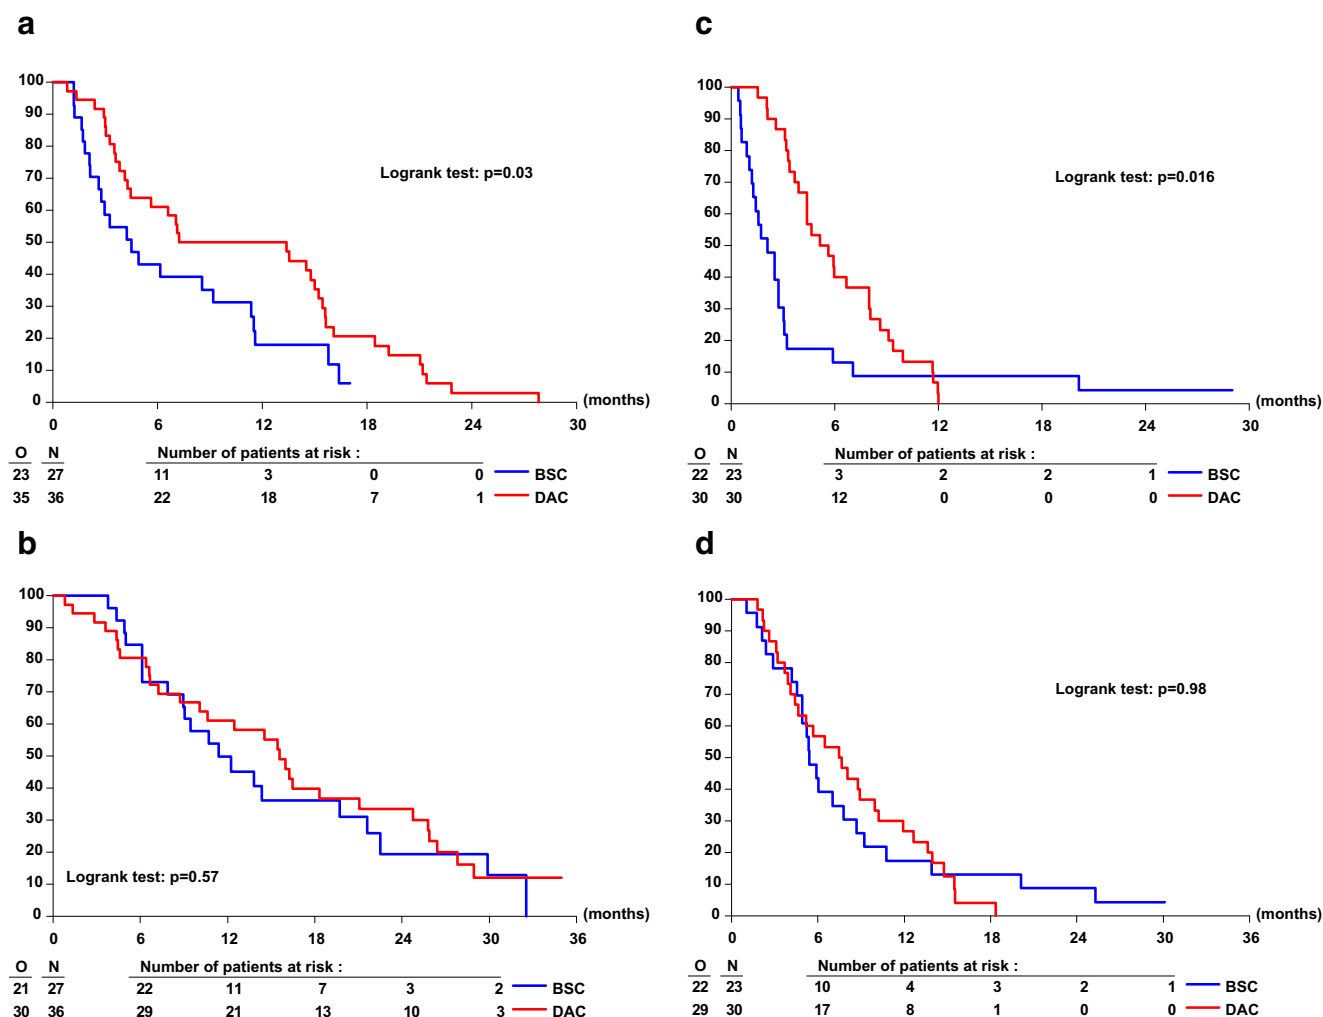 a
100
90
80
70
60
50
40
30
20
10
0
Logrank test: p=0.03
0 6 12 18 24 30
(months)
O N Number of patients at risk :
23 27 11 3 0 0 BSC
35 36 22 18 7 1 DAC
c
100
90
80
70
60
50
40
30
20
10
0
Logrank test: p=0.016
0 6 12 18 24 30
(months)
O N Number of patients at risk :
22 23 3 2 2 1 BSC
30 30 12 0 0 0 DAC
b
100
90
80
70
60
50
40
30
20
10
0
Logrank test: p=0.57
0 6 12 18 24 30 36
(months)
O N Number of patients at risk :
21 27 22 11 7 3 2 BSC
30 36 29 21 13 10 3 DAC
d
100
90
80
70
60
50
40
30
20
10
0
Logrank test: p=0.98
0 6 12 18 24 30 36
(months)
O N Number of patients at risk :
22 23 10 4 3 2 1 BSC
29 30 17 8 1 0 0 DAC